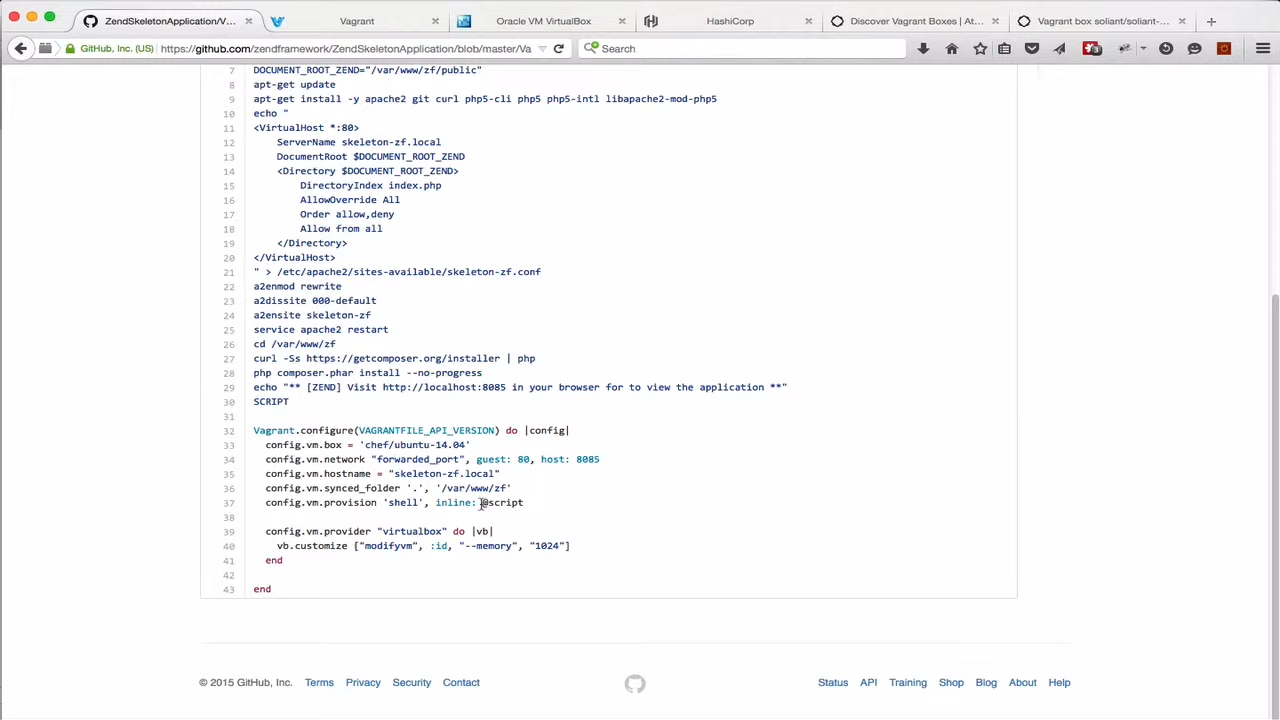 ZendSkeletonApplication/V...
Vagrant
Oracle VM VirtualBox
HashiCorp
Discover Vagrant Boxes | At...
Vagrant box soliant/soliant-...
GitHub, Inc. (US)
https://github.com/zendframework/ZendSkeletonApplication/blob/master/Va
Search
7 DOCUMENT_ROOT_ZEND="/var/www/zf/public"
8 apt-get update
9 apt-get install -y apache2 git curl php5-cli php5 php5-intl libapache2-mod-php5
10 echo "
11 <VirtualHost *:80>
12 ServerName skeleton-zf.local
13 DocumentRoot $DOCUMENT_ROOT_ZEND
14 <Directory $DOCUMENT_ROOT_ZEND>
15 DirectoryIndex index.php
16 AllowOverride All
17 Order allow,deny
18 Allow from all
19 </Directory>
20 </VirtualHost>
21 " > /etc/apache2/sites-available/skeleton-zf.conf
22 a2enmod rewrite
23 a2dissite 000-default
24 a2ensite skeleton-zf
25 service apache2 restart
26 cd /var/www/zf
27 curl -Ss https://getcomposer.org/installer | php
28 php composer.phar install --no-progress
29 echo "** [ZEND] Visit http://localhost:8085 in your browser for to view the application **"
30 SCRIPT
31
32 Vagrant.configure(VAGRANTFILE_API_VERSION) do |config|
33 config.vm.box = 'chef/ubuntu-14.04'
34 config.vm.network "forwarded_port", guest: 80, host: 8085
35 config.vm.hostname = "skeleton-zf.local"
36 config.vm.synced_folder '.', '/var/www/zf'
37 config.vm.provision 'shell', inline: @script
38
39 config.vm.provider "virtualbox" do |vb|
40 vb.customize ["modifyvm", :id, "--memory", "1024"]
41 end
42
43 end
© 2015 GitHub, Inc. Terms Privacy Security Contact
Status API Training Shop Blog About Help